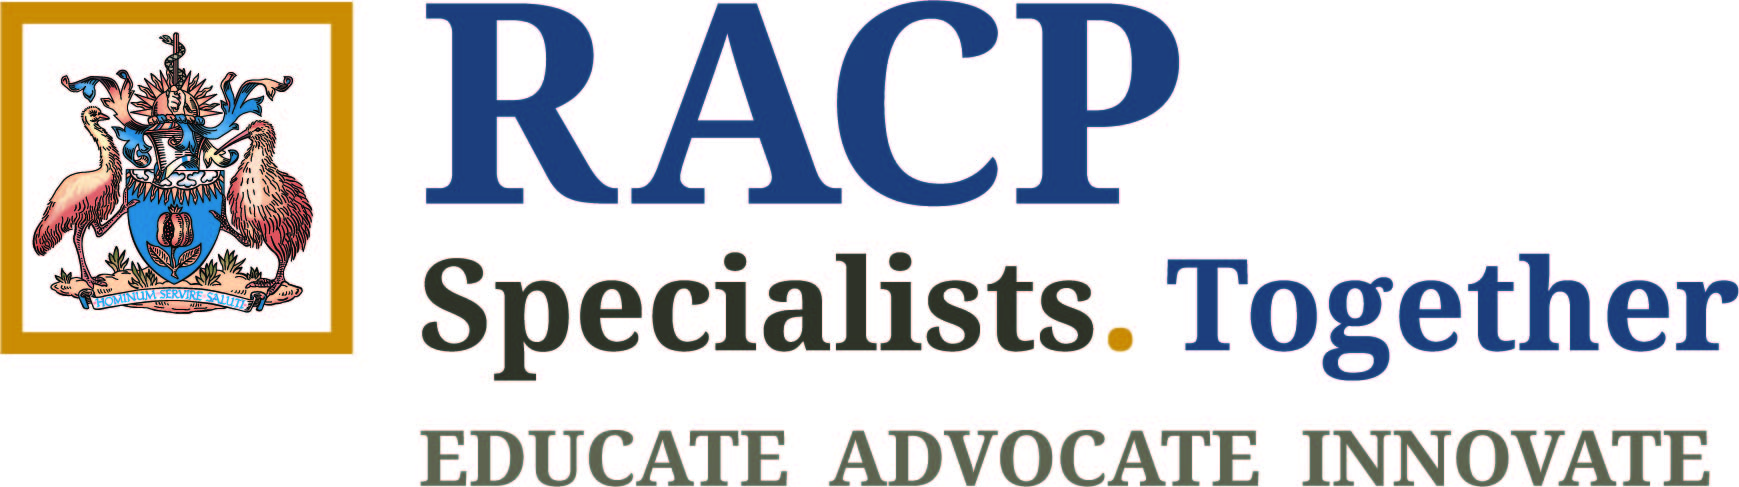 RACP
Specialists. Together
EDUCATE ADVOCATE INNOVATE
HOMINUM SERVIRE SALUTI